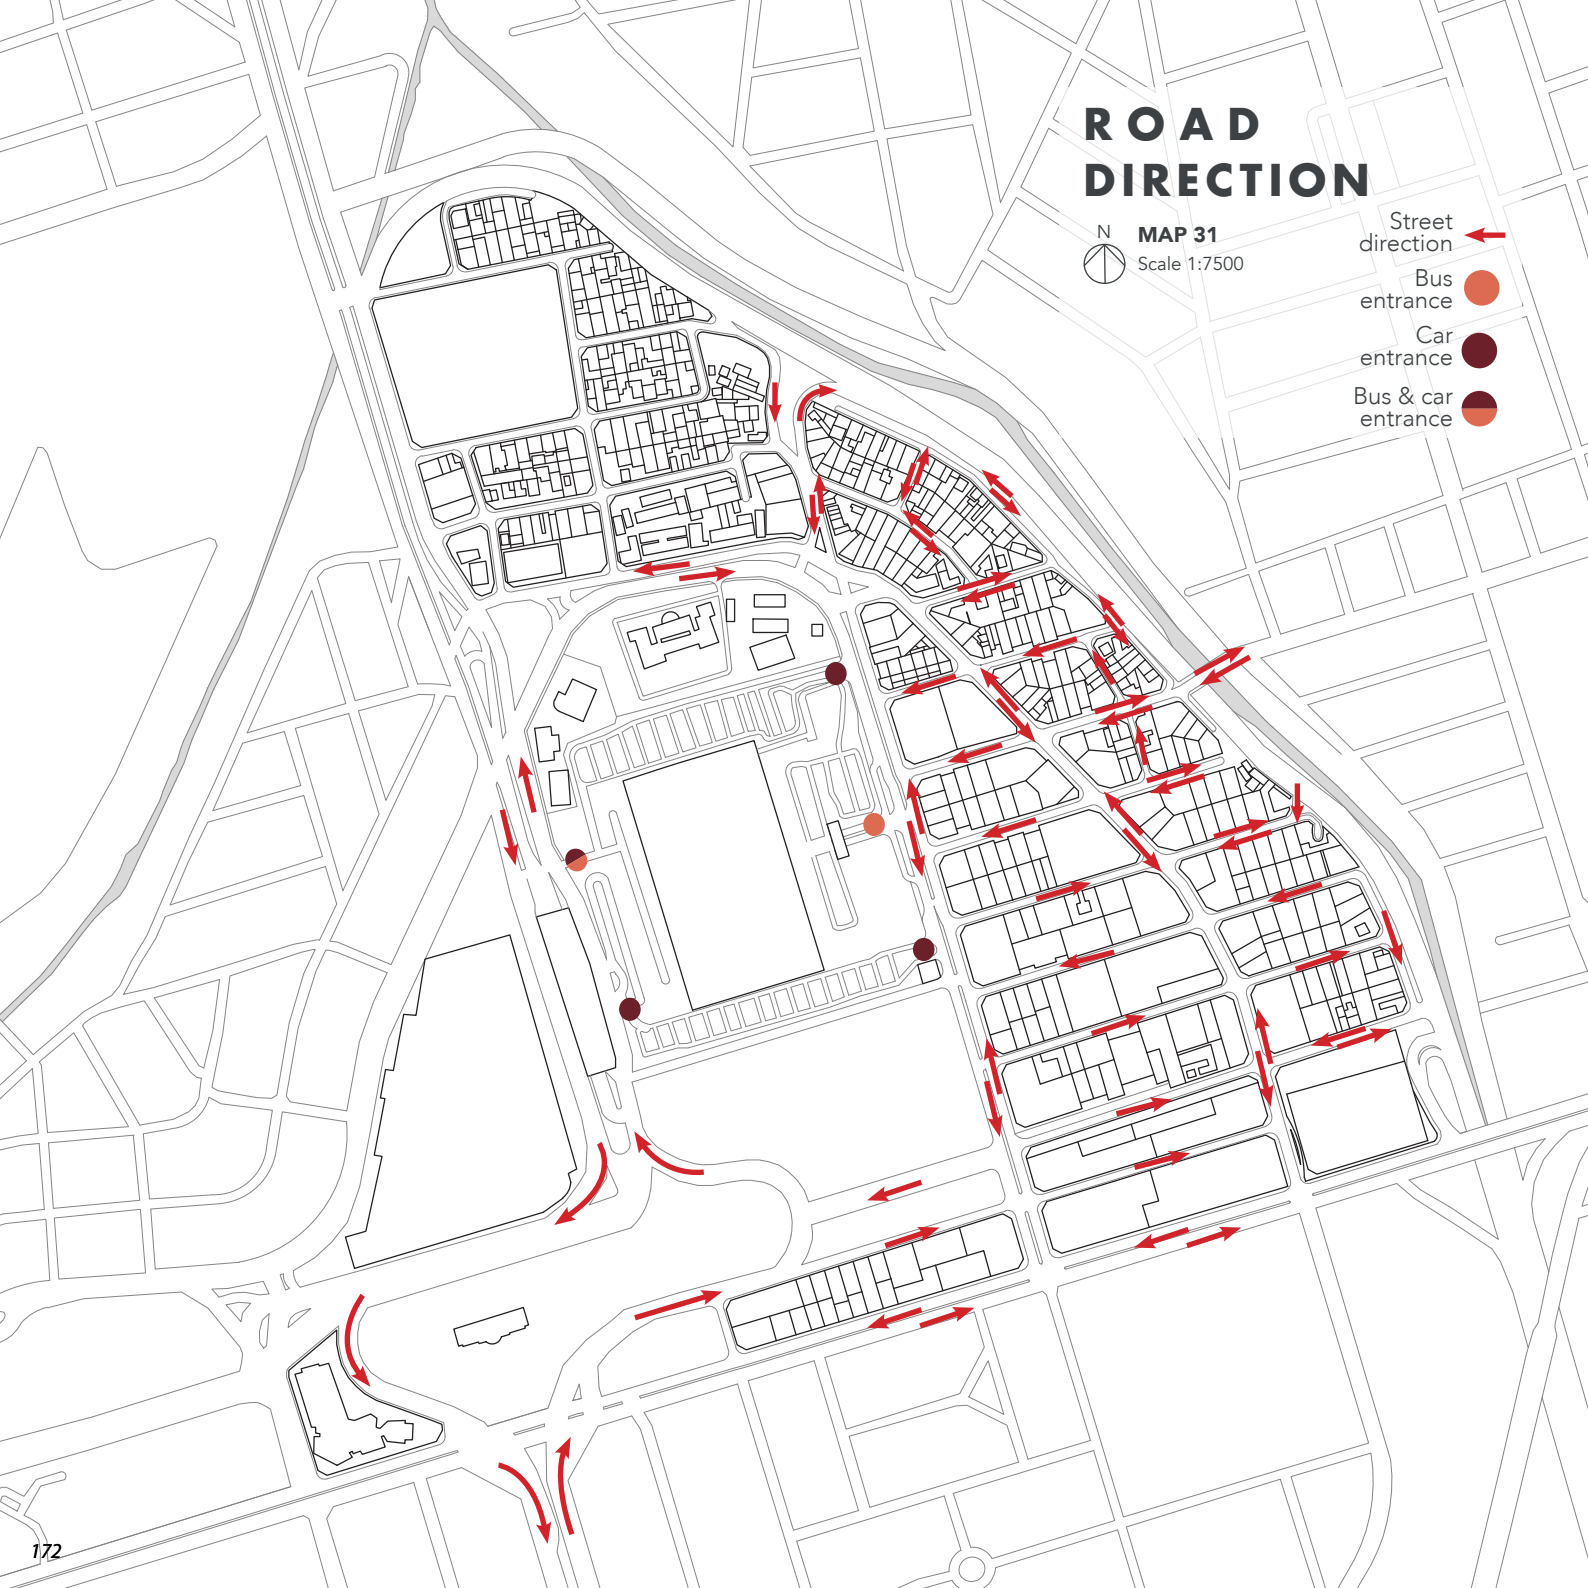 ROAD
DIRECTION
N
MAP 31
Scale 1:7500
Street
direction
Bus
entrance
Car
entrance
Bus & car
entrance
172